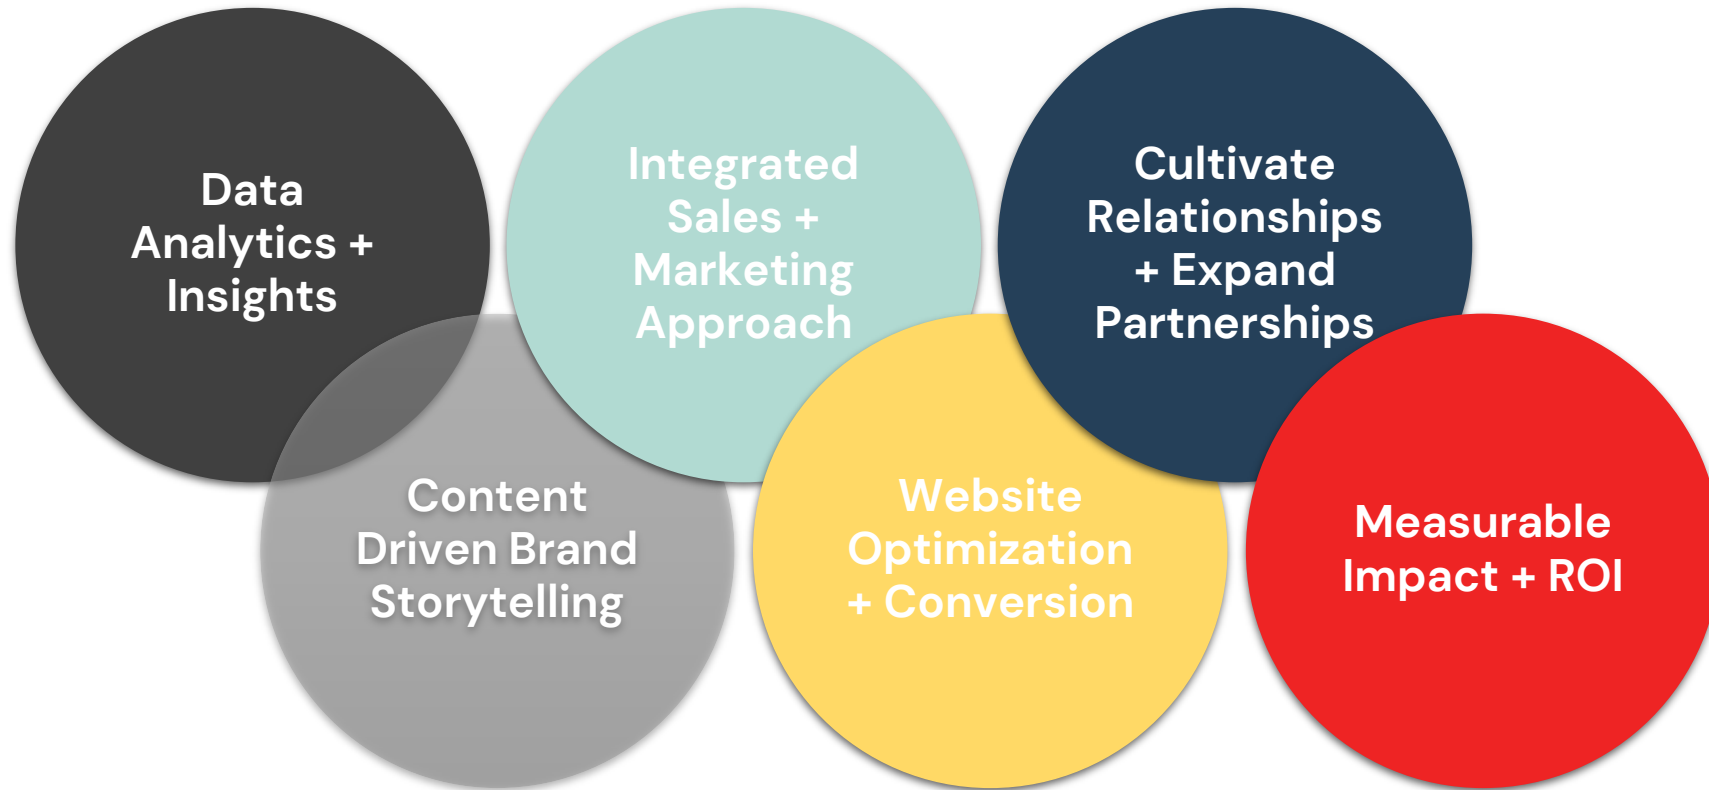 Data
Analytics +
Insights
Content
Driven Brand
Storytelling
Integrated
Sales +
Marketing
Approach
Website
Optimization
+ Conversion
Cultivate
Relationships
+ Expand
Partnerships
Measurable
Impact + ROI